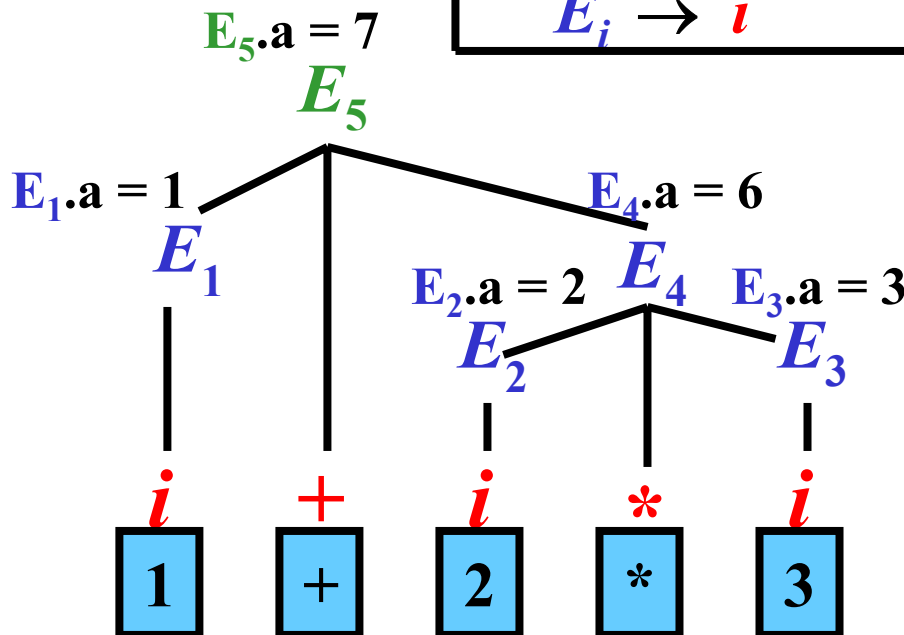 E5.a = 7
Ei → i
E5
E1.a = 1
E4.a = 6
E1
E4
E2.a = 2
E3.a = 3
E2
E3
i + i * i
1 + 2 * 3